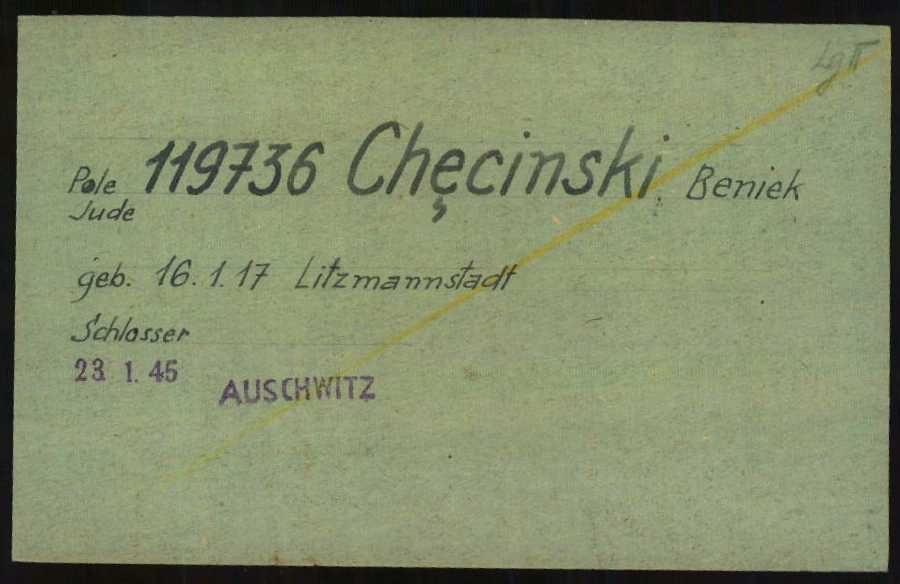 Lg II
Pole 119736 Chęcinski, Beniek
Jude
geb. 16.1.17 Litzmannstadt
Schlosser
23 1. 45
AUSCHWITZ